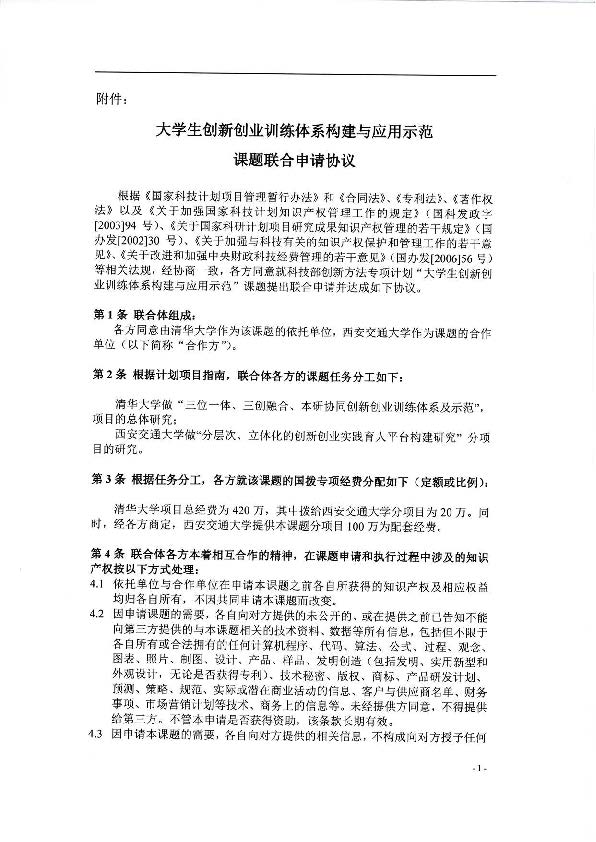 附件：
大学生创新创业训练体系构建与应用示范
课题联合申请协议
根据《国家科技计划项目管理暂行办法》和《合同法》、《专利法》、《著作权
法》以及《关于加强国家科技计划知识产权管理工作的规定》（国科发政字
[2003]94 号）、《关于国家科研计划项目研究成果知识产权管理的若干规定》（国
办发[2002]30 号）、《关于加强与科技有关的知识产权保护和管理工作的若干意
见》、《关于改进和加强中央财政科技经费管理的若干意见》（国办发[2006]56 号）
等相关法规，经协商一致，各方同意就科技部创新方法专项计划“大学生创新创
业训练体系构建与应用示范”课题提出联合申请并达成如下协议。
第 1 条 联合体组成：
各方同意由清华大学作为该课题的依托单位，西安交通大学作为课题的合作
单位（以下简称“合作方”）。
第 2 条 根据计划项目指南，联合体各方的课题任务分工如下：
清华大学做“三位一体、三创融合、本研协同创新创业训练体系及示范”，
项目的总体研究；
西安交通大学做“分层次、立体化的创新创业实践育人平台构建研究”分项
目的研究。
第 3 条 根据任务分工，各方就该课题的国拨专项经费分配如下（定额或比例）：
清华大学项目总经费为 420 万，其中拨给西安交通大学分项目为 20 万。同
时，经各方商定，西安交通大学提供本课题分项目 100 万为配套经费.
第 4 条 联合体各方本着相互合作的精神，在课题申请和执行过程中涉及的知识
产权按以下方式处理：
4.1 依托单位与合作单位在申请本课题之前各自所获得的知识产权及相应权益
均归各自所有，不因共同申请本课题而改变。
4.2 因申请课题的需要，各自向对方提供的未公开的、或在提供之前已告知不能
向第三方提供的与本课题相关的技术资料、数据等所有信息，包括但不限于
各自所有或合法拥有的任何计算机程序、代码、算法、公式、过程、观念、
图表、照片、制图、设计、产品、样品、发明创造（包括发明、实用新型和
外观设计，无论是否获得专利）、技术秘密、版权、商标、产品研发计划、
预测、策略、规范、实际或潜在商业活动的信息、客户与供应商名单、财务
事项、市场营销计划等技术、商务上的信息等。未经提供方同意，不得提供
给第三方。不管本申请是否获得资助，该条款长期有效。
4.3 因申请本课题的需要，各自向对方提供的相关信息，不构成向对方授予任何
- 1 -